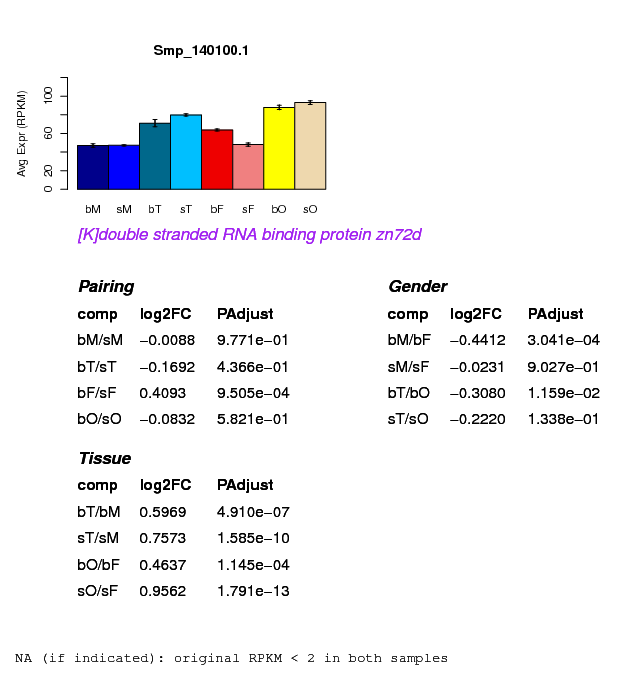 Smp_140100.1
Avg Expr (RPKM)
100
60
20
0
bM sM bT sT bF sF bO sO
[K]double stranded RNA binding protein zn72d
Pairing
comp log2FC PAdjust
bM/sM −0.0088 9.771e−01
bT/sT −0.1692 4.366e−01
bF/sF 0.4093 9.505e−04
bO/sO −0.0832 5.821e−01
Gender
comp log2FC PAdjust
bM/bF −0.4412 3.041e−04
sM/sF −0.0231 9.027e−01
bT/bO −0.3080 1.159e−02
sT/sO −0.2220 1.338e−01
Tissue
comp log2FC PAdjust
bT/bM 0.5969 4.910e−07
sT/sM 0.7573 1.585e−10
bO/bF 0.4637 1.145e−04
sO/sF 0.9562 1.791e−13
NA (if indicated): original RPKM < 2 in both samples